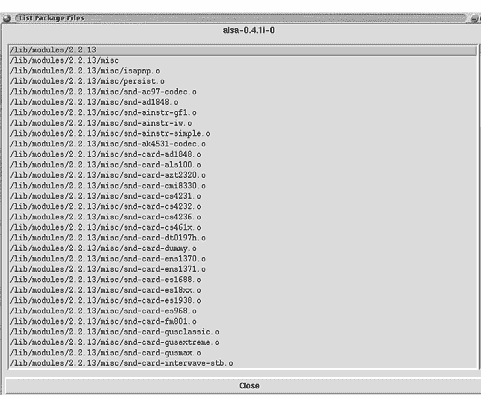 List Package Files
alsa-0.4.1i-0
/lib/modules/2.2.13
/lib/modules/2.2.13/misc
/lib/modules/2.2.13/misc/isapnp.o
/lib/modules/2.2.13/misc/persist.o
/lib/modules/2.2.13/misc/snd-ac97-codec.o
/lib/modules/2.2.13/misc/snd-ad1848.o
/lib/modules/2.2.13/misc/snd-ainstr-gf1.o
/lib/modules/2.2.13/misc/snd-ainstr-iw.o
/lib/modules/2.2.13/misc/snd-ainstr-simple.o
/lib/modules/2.2.13/misc/snd-ak4531-codec.o
/lib/modules/2.2.13/misc/snd-card-ad1848.o
/lib/modules/2.2.13/misc/snd-card-als100.o
/lib/modules/2.2.13/misc/snd-card-azt2320.o
/lib/modules/2.2.13/misc/snd-card-cmi8330.o
/lib/modules/2.2.13/misc/snd-card-cs4231.o
/lib/modules/2.2.13/misc/snd-card-cs4232.o
/lib/modules/2.2.13/misc/snd-card-cs4236.o
/lib/modules/2.2.13/misc/snd-card-cs461x.o
/lib/modules/2.2.13/misc/snd-card-dt0197h.o
/lib/modules/2.2.13/misc/snd-card-dummy.o
/lib/modules/2.2.13/misc/snd-card-ens1370.o
/lib/modules/2.2.13/misc/snd-card-ens1371.o
/lib/modules/2.2.13/misc/snd-card-es1688.o
/lib/modules/2.2.13/misc/snd-card-es18xx.o
/lib/modules/2.2.13/misc/snd-card-es1938.o
/lib/modules/2.2.13/misc/snd-card-es968.o
/lib/modules/2.2.13/misc/snd-card-fm801.o
/lib/modules/2.2.13/misc/snd-card-gusclassic.o
/lib/modules/2.2.13/misc/snd-card-gusextreme.o
/lib/modules/2.2.13/misc/snd-card-gusmax.o
/lib/modules/2.2.13/misc/snd-card-interwave-stb.o
Close